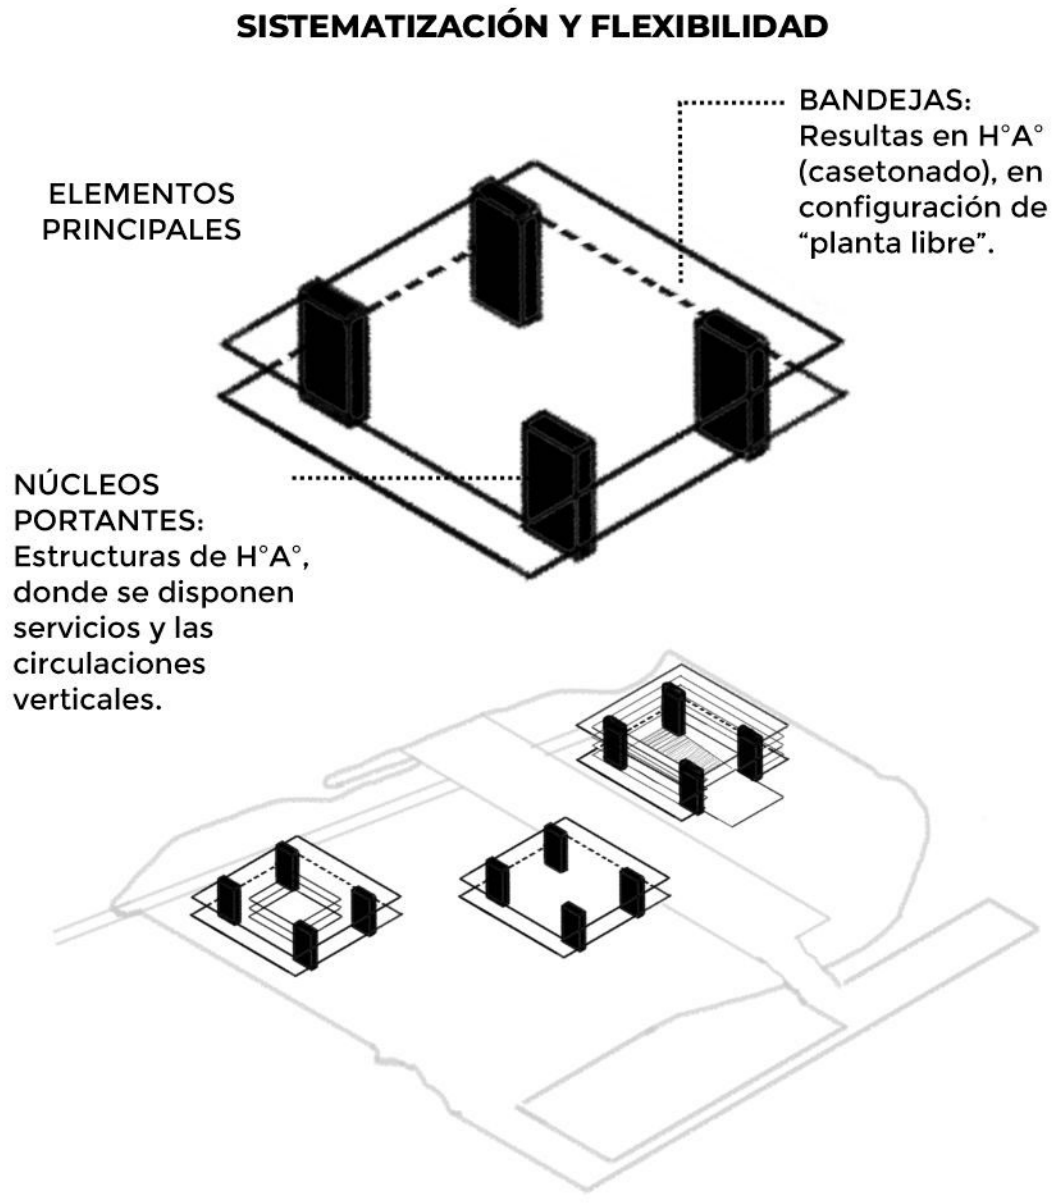 SISTEMATIZACIÓN Y FLEXIBILIDAD
ELEMENTOS
PRINCIPALES
BANDEJAS:
Resultas en H°A°
(casetonado), en
configuración de
“planta libre”.
NÚCLEOS
PORTANTES:
Estructuras de H°A°,
donde se disponen
servicios y las
circulaciones
verticales.